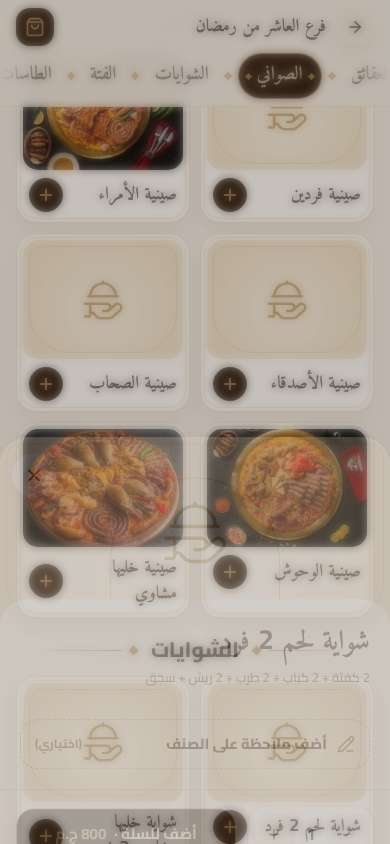 فرع العاشر من رمضان
الصواني
الشوايات
الفتة
الطاسات
صينية فردين
صينية الأمراء
صينية الأصدقاء
صينية الصحاب
صينية الوحوش
صينية خليها
مشاوي
شواية لحم 2 فرد
الشوايات
2 كفتة + 2 كباب + 2 طرب + 2 ريش + سجق
أضف ملاحظة على الصنف
(اختياري)
شواية لحم 2 فرد
شواية خليها
أضف للسلة · 800 ج.م